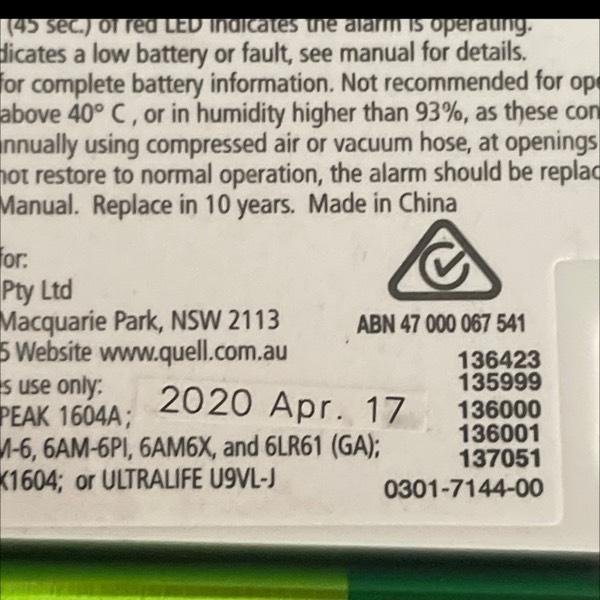 (45 sec.) of red LED indicates the alarm is operating.
dicates a low battery or fault, see manual for details.
for complete battery information. Not recommended for ope
above 40° C , or in humidity higher than 93%, as these con
nnually using compressed air or vacuum hose, at openings
not restore to normal operation, the alarm should be replac
Manual. Replace in 10 years. Made in China
for:
Pty Ltd
Macquarie Park, NSW 2113
ABN 47 000 067 541
5 Website www.quell.com.au
es use only:
2020 Apr. 17
PEAK 1604A;
M-6, 6AM-6PI, 6AM6X, and 6LR61 (GA);
K1604; or ULTRALIFE U9VL-J
136423
135999
136000
136001
137051
0301-7144-00